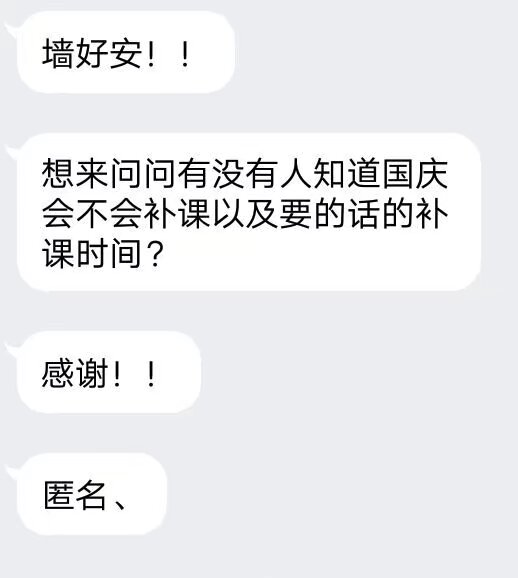 墙好安！！
想来问问有没有人知道国庆
会不会补课以及要的话的补
课时间？
感谢！！
匿名、